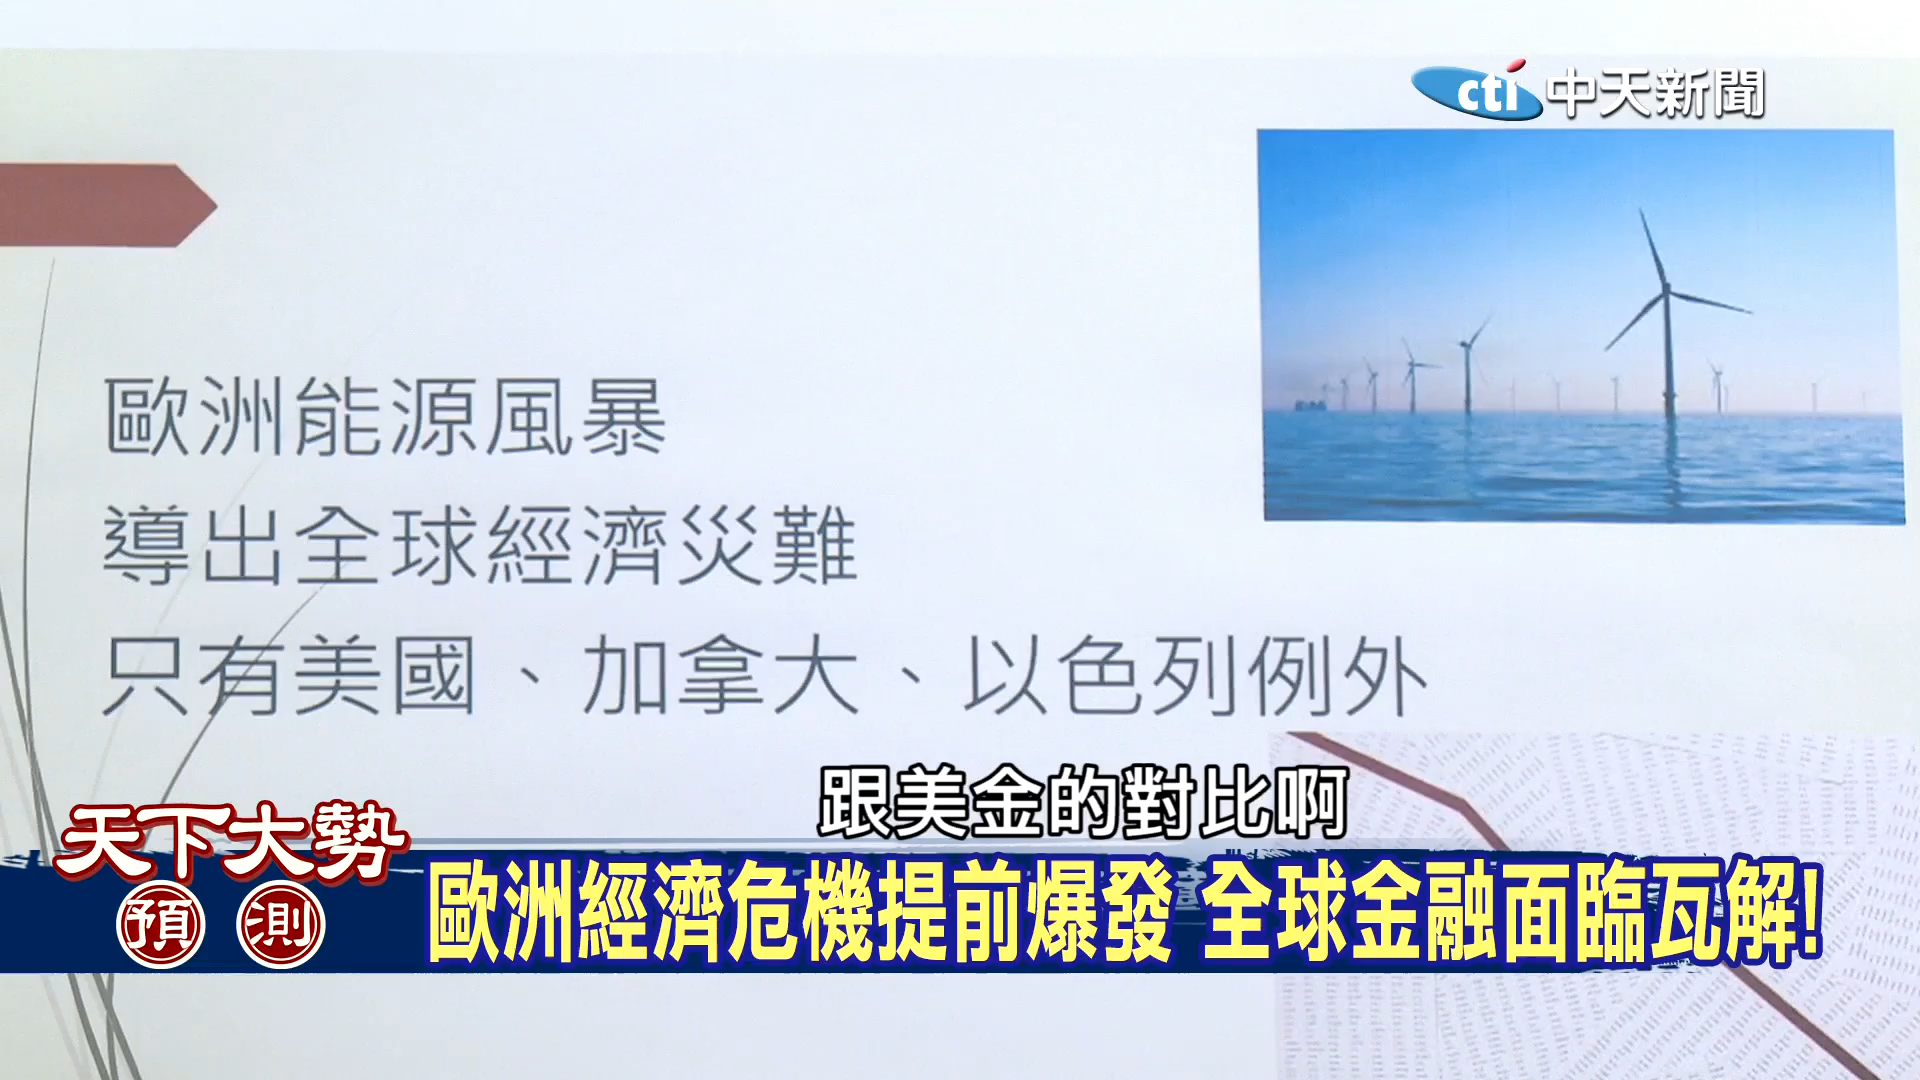 cti 中天新聞
歐洲能源風暴
導出全球經濟災難
只有美國、加拿大、以色列例外
跟美金的對比啊
天下大勢
預測
歐洲經濟危機提前爆發 全球金融面臨瓦解!